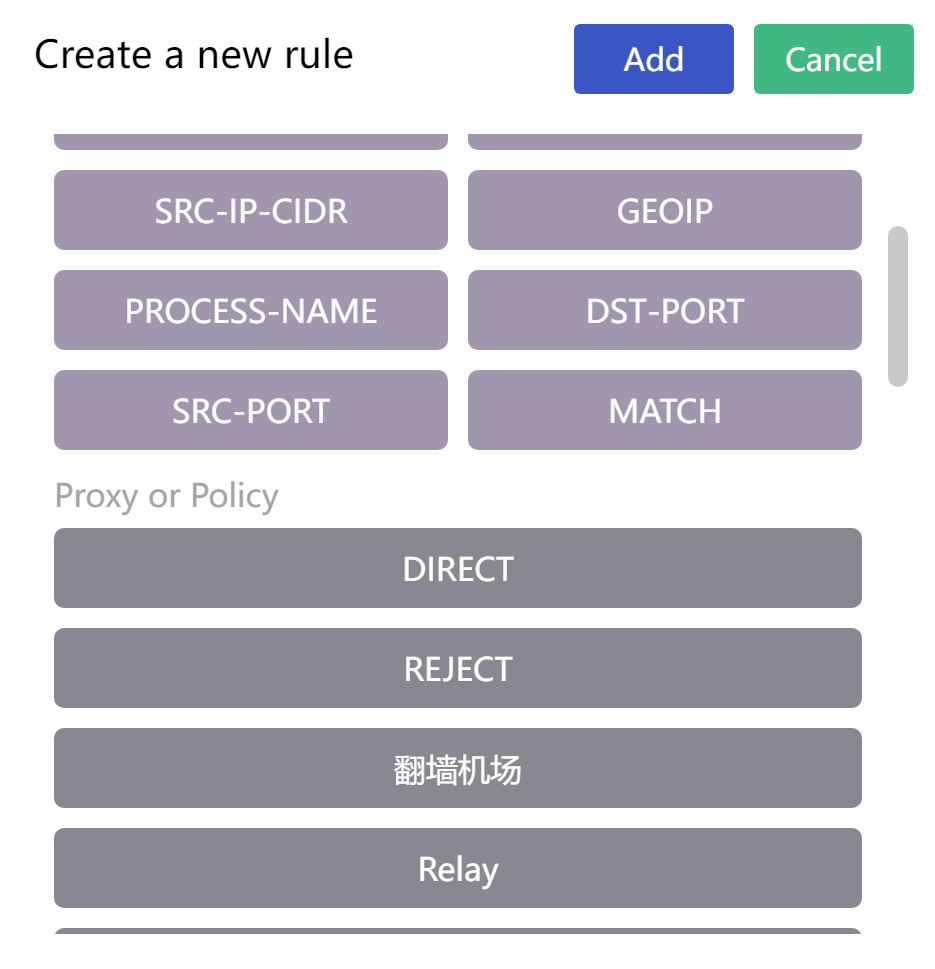 Create a new rule
Add
Cancel
SRC-IP-CIDR
GEOIP
PROCESS-NAME
DST-PORT
SRC-PORT
MATCH
Proxy or Policy
DIRECT
REJECT
翻墙机场
Relay